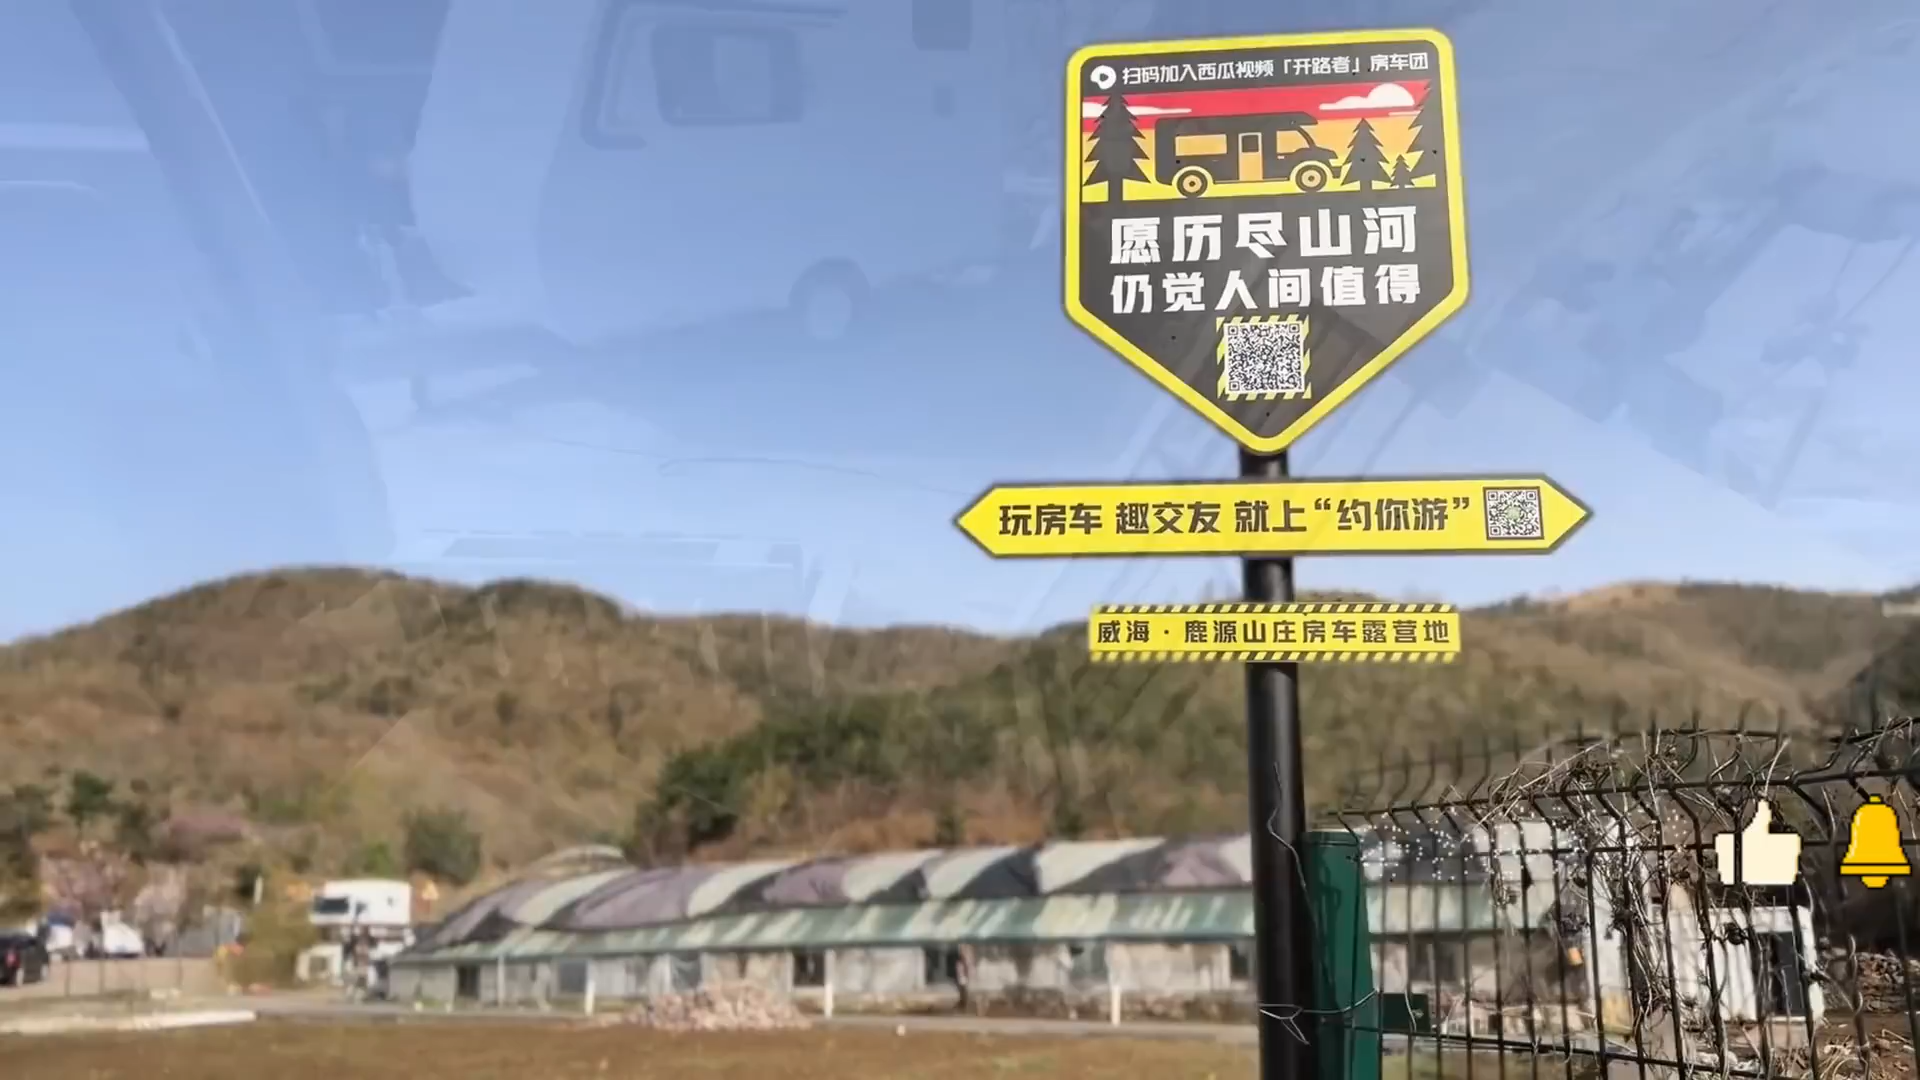 扫码加入西瓜视频「开路者」房车团
愿历尽山河
仍觉人间值得
玩房车 趣交友 就上“约你游”
威海·鹿源山庄房车露营地